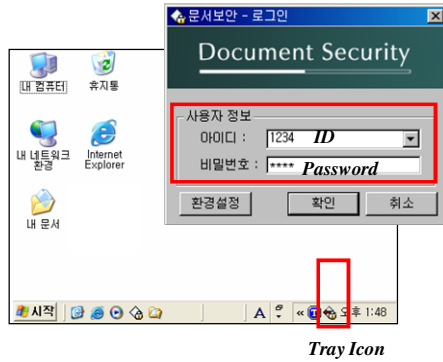 문서보안 - 로그인
Document Security
사용자 정보
아이디 : 1234 ID
비밀번호 : **** Password
환경설정 확인 취소
내 컴퓨터 휴지통
내 네트워크 환경 Internet Explorer
내 문서
시작 A « 오후 1:48
Tray Icon